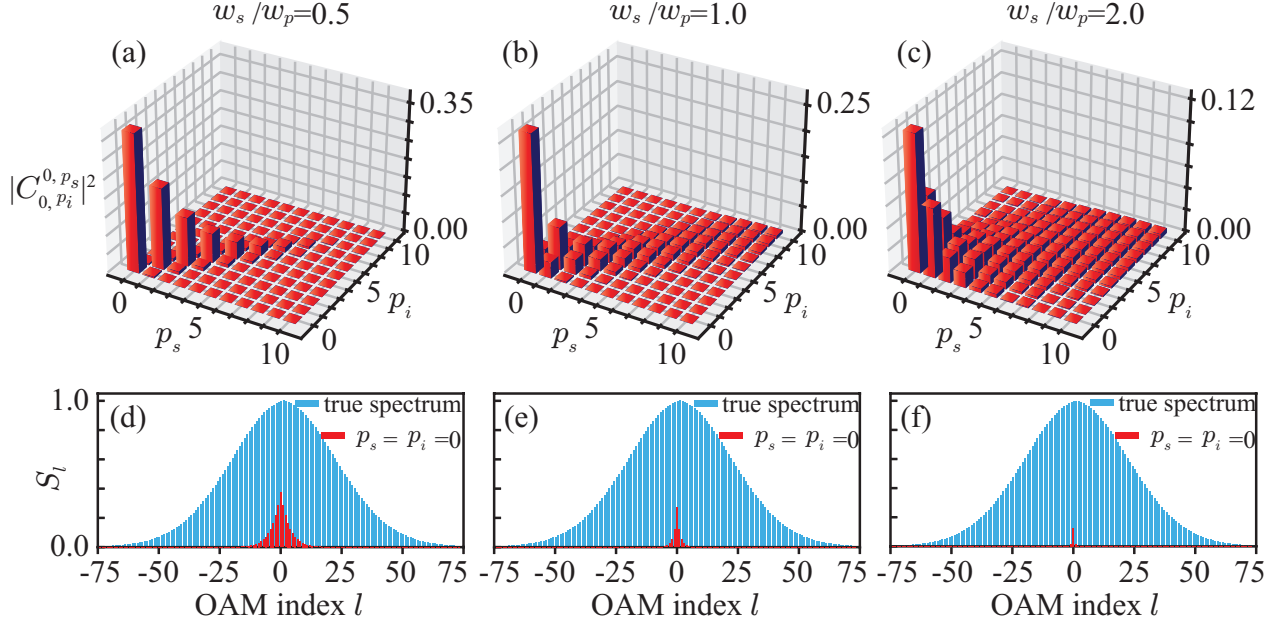 w_s/w_p=0.5
w_s/w_p=1.0
w_s/w_p=2.0
(a)
(b)
(c)
|C^{0, p_s}_{0, p_i}|^2
0.35
0.00
0
5
10
p_s
0
5
10
p_i
0.25
0.00
0
5
10
p_s
0
5
10
p_i
0.12
0.00
0
5
10
p_s
0
5
10
p_i
(d)
true spectrum
p_s = p_i =0
S_l
1.0
0.0
-75 -50 -25 0 25 50 75
OAM index l
(e)
true spectrum
p_s = p_i =0
-75 -50 -25 0 25 50 75
OAM index l
(f)
true spectrum
p_s = p_i =0
-75 -50 -25 0 25 50 75
OAM index l